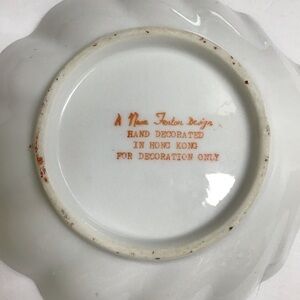 A Nora Fenton Design
HAND DECORATED
IN HONG KONG
FOR DECORATION ONLY